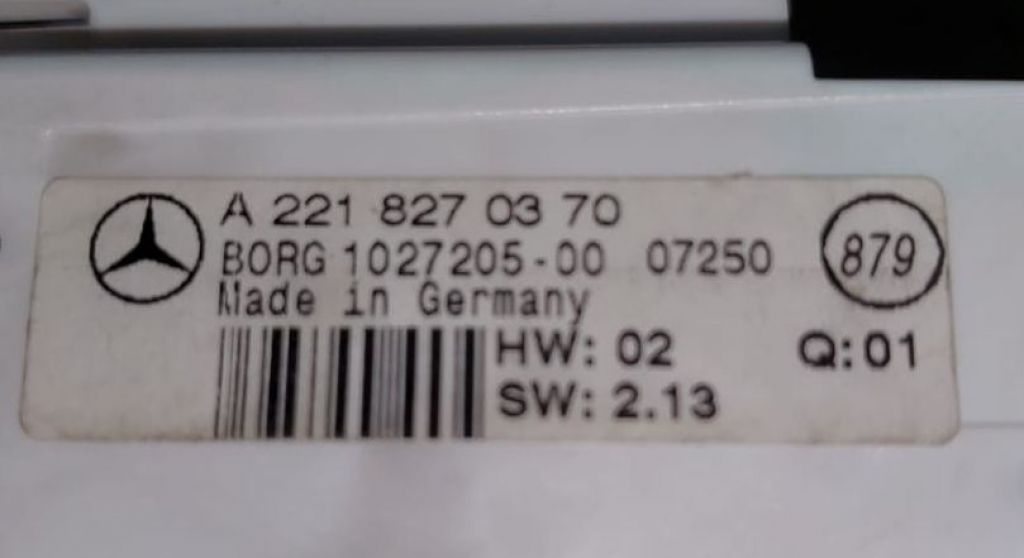 A 221 827 03 70
BORG 1027205-00 07250
879
Made in Germany
HW: 02 Q:01
SW: 2.13